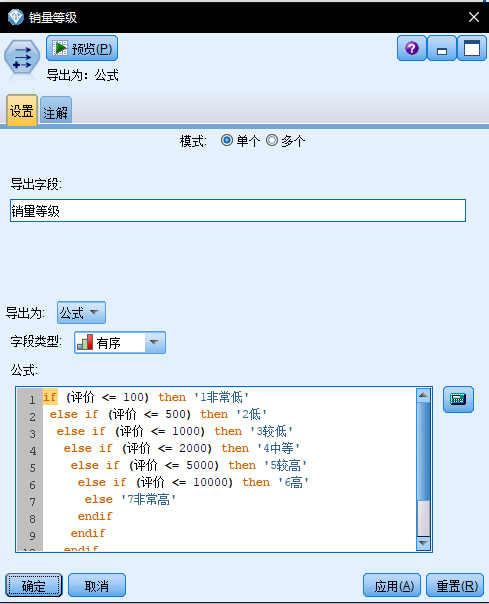 销量等级
预览(P)
导出为：公式
设置 注解
模式: 单个 多个
导出字段:
销量等级
导出为: 公式
字段类型: 有序
公式:
1 if (评价 <= 100) then '1非常低'
2 else if (评价 <= 500) then '2低'
3 else if (评价 <= 1000) then '3较低'
4 else if (评价 <= 2000) then '4中等'
5 else if (评价 <= 5000) then '5较高'
6 else if (评价 <= 10000) then '6高'
7 else '7非常高'
8 endif
9 endif
10 endif
确定 取消 应用(A) 重置(R)